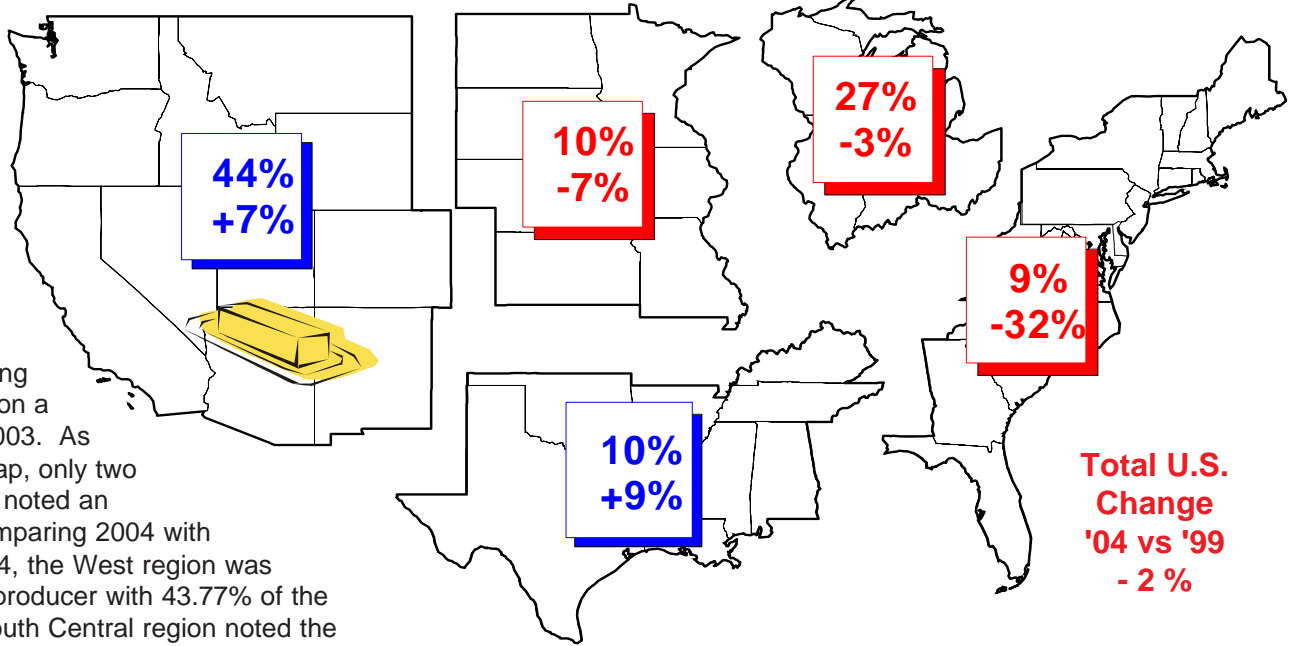 44%
+7%
10%
-7%
27%
-3%
9%
-32%
10%
+9%
Total U.S.
Change
'04 vs '99
- 2 %
on a
003. As
ap, only two
noted an
mparing 2004 with
4, the West region was
producer with 43.77% of the
outh Central region noted the